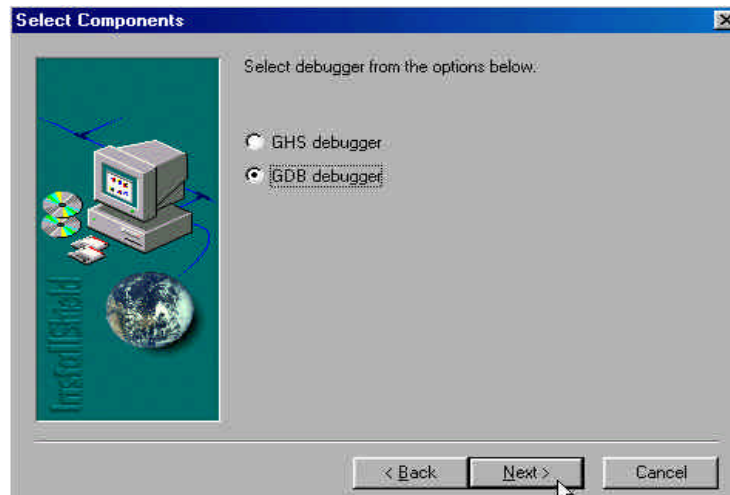 Select Components
Select debugger from the options below.
GHS debugger
GDB debugger
InstallShield
< Back
Next >
Cancel